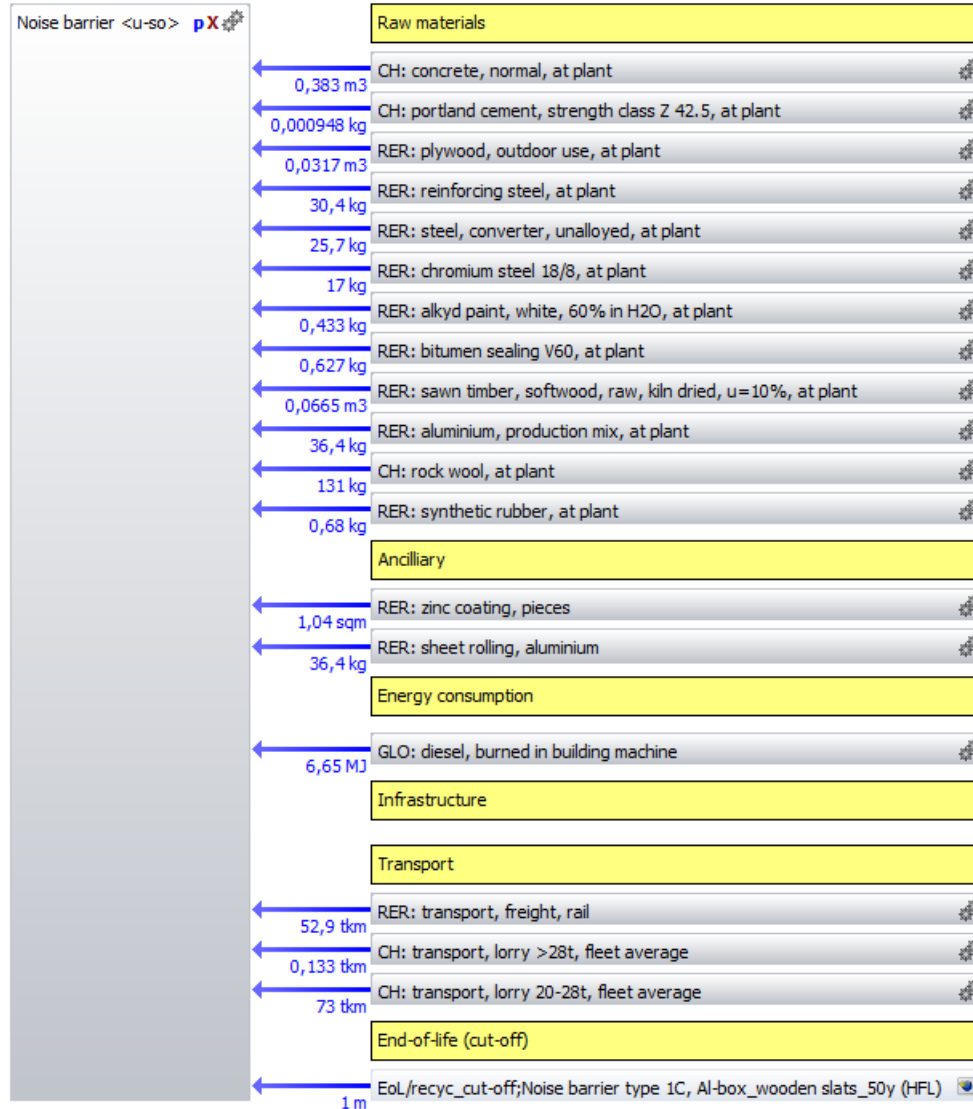 Noise barrier <u-so> p X
Raw materials
CH: concrete, normal, at plant
0,383 m3
CH: portland cement, strength class Z 42.5, at plant
0,000948 kg
RER: plywood, outdoor use, at plant
0,0317 m3
RER: reinforcing steel, at plant
30,4 kg
RER: steel, converter, unalloyed, at plant
25,7 kg
RER: chromium steel 18/8, at plant
17 kg
RER: alkyd paint, white, 60% in H2O, at plant
0,433 kg
RER: bitumen sealing V60, at plant
0,627 kg
RER: sawn timber, softwood, raw, kiln dried, u=10%, at plant
0,0665 m3
RER: aluminium, production mix, at plant
36,4 kg
CH: rock wool, at plant
131 kg
RER: synthetic rubber, at plant
0,68 kg
Ancilliary
RER: zinc coating, pieces
1,04 sqm
RER: sheet rolling, aluminium
36,4 kg
Energy consumption
GLO: diesel, burned in building machine
6,65 MJ
Infrastructure
Transport
RER: transport, freight, rail
52,9 tkm
CH: transport, lorry >28t, fleet average
0,133 tkm
CH: transport, lorry 20-28t, fleet average
73 tkm
End-of-life (cut-off)
EoL/recyc_cut-off;Noise barrier type 1C, Al-box_wooden slats_50y (HFL)
1 m